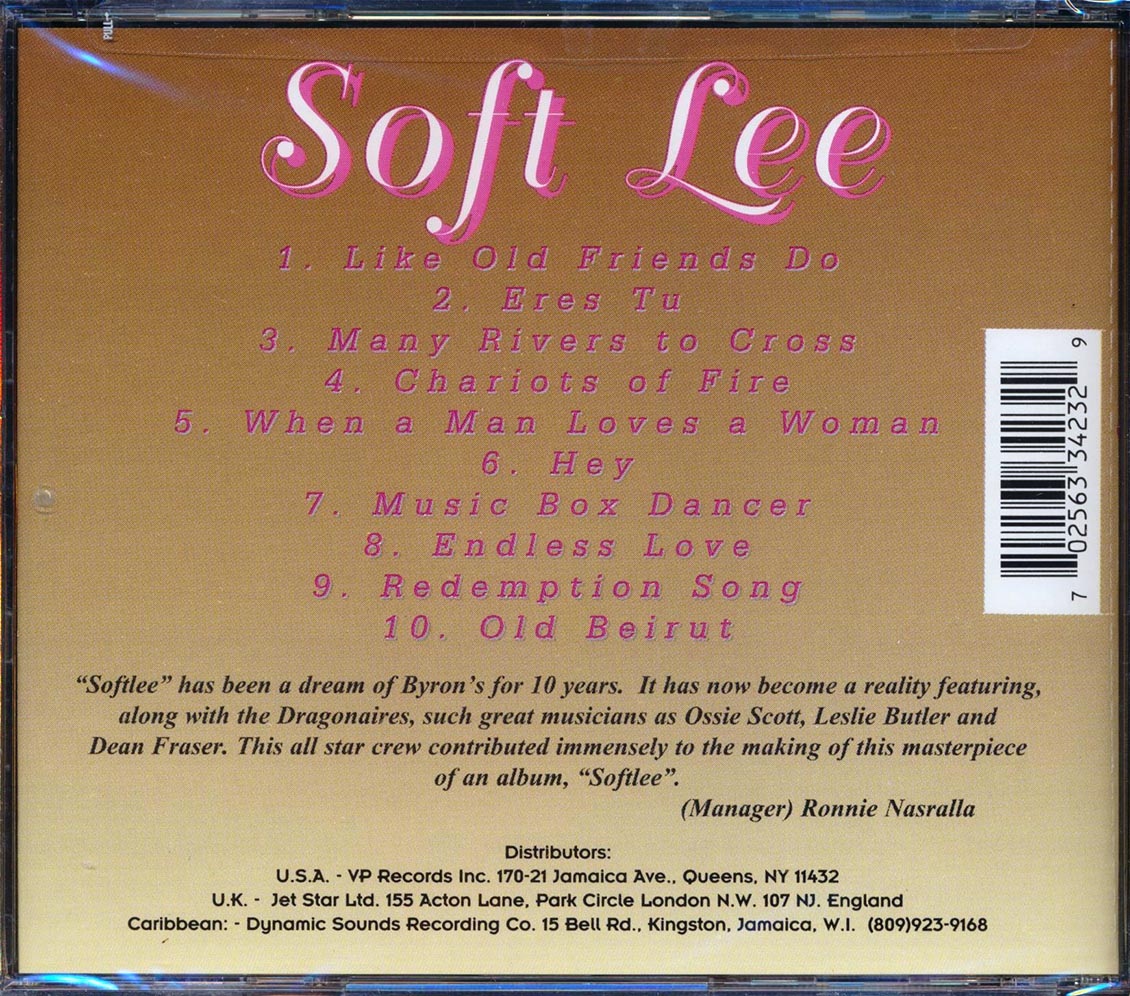 PULL
Soft Lee
1. Like Old Friends Do
2. Eres Tu
3. Many Rivers to Cross
4. Chariots of Fire
5. When a Man Loves a Woman
6. Hey
7. Music Box Dancer
8. Endless Love
9. Redemption Song
10. Old Beirut
7 02563 34232 9
“Softlee” has been a dream of Byron’s for 10 years. It has now become a reality featuring,
along with the Dragonaires, such great musicians as Ossie Scott, Leslie Butler and
Dean Fraser. This all star crew contributed immensely to the making of this masterpiece
of an album, “Softlee”.
(Manager) Ronnie Nasralla
Distributors:
U.S.A. - VP Records Inc. 170-21 Jamaica Ave., Queens, NY 11432
U.K. - Jet Star Ltd. 155 Acton Lane, Park Circle London N.W. 107 NJ. England
Caribbean: - Dynamic Sounds Recording Co. 15 Bell Rd., Kingston, Jamaica, W.I. (809)923-9168